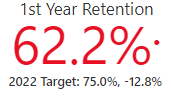 1st Year Retention
62.2%
2022 Target: 75.0%, -12.8%